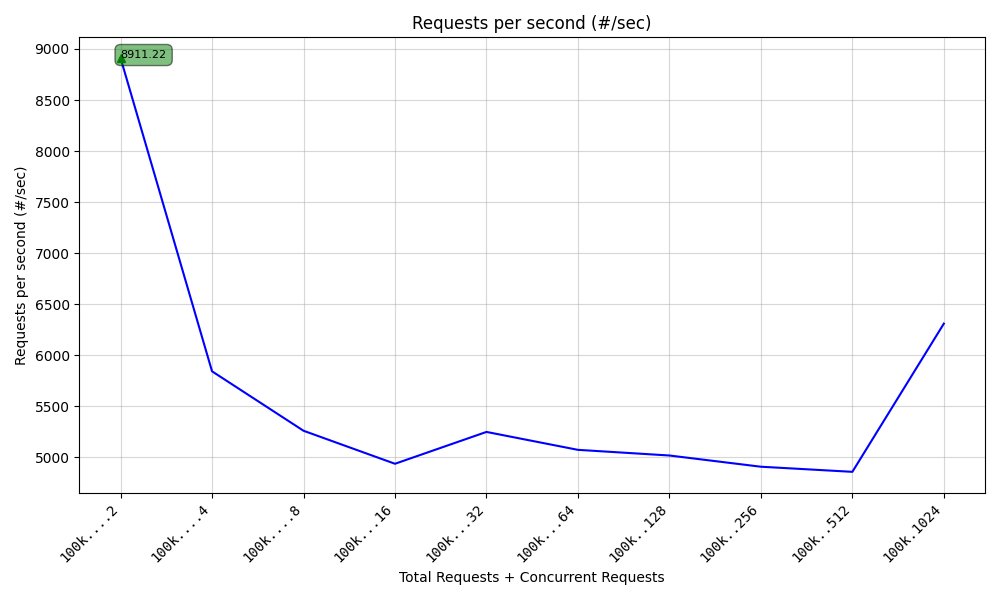 Requests per second (#/sec)
9000
8911.22
8500
8000
7500
7000
6500
6000
5500
5000
Requests per second (#/sec)
100k....2
100k....4
100k....8
100k...16
100k...32
100k...64
100k..128
100k..256
100k..512
100k.1024
Total Requests + Concurrent Requests